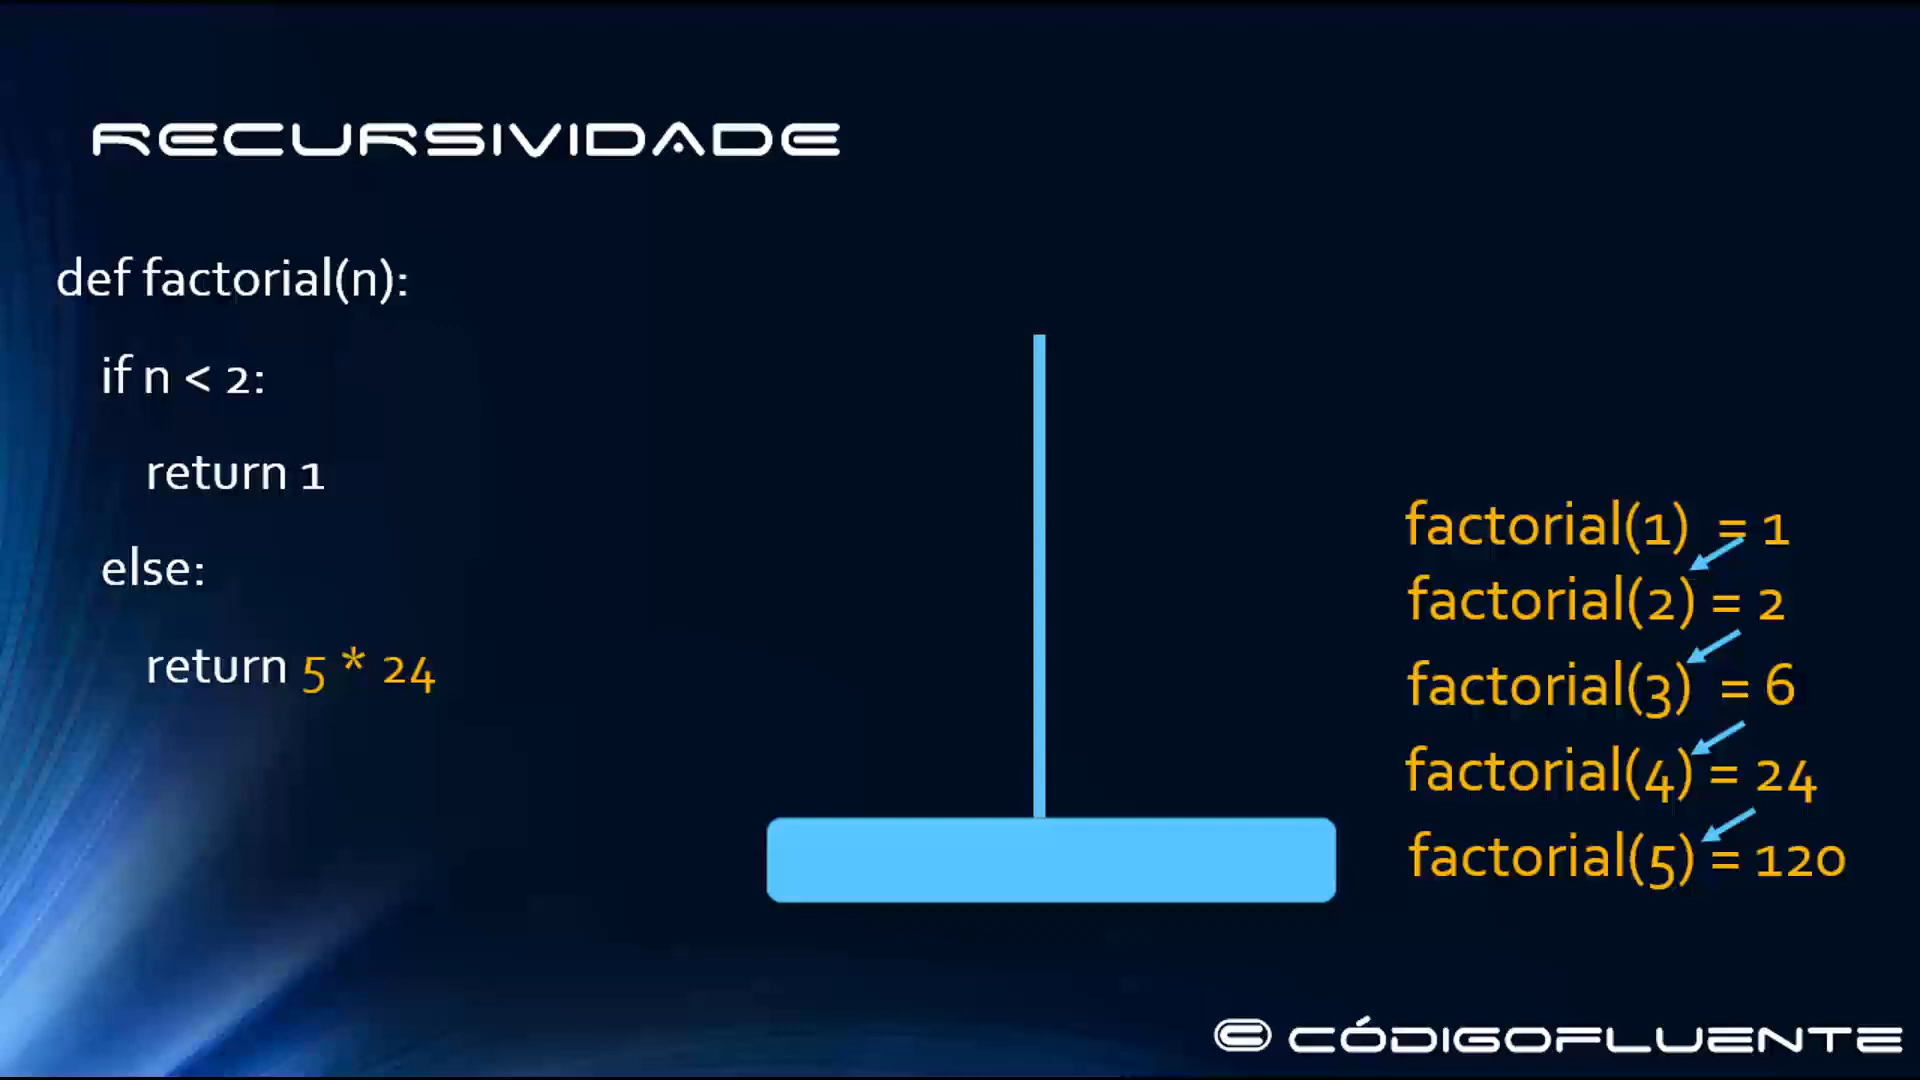 RECURSIVIDADE
def factorial(n):
if n < 2:
return 1
else:
return 5 * 24
factorial(1) = 1
factorial(2) = 2
factorial(3) = 6
factorial(4) = 24
factorial(5) = 120
CÓDIGOFLUENTE